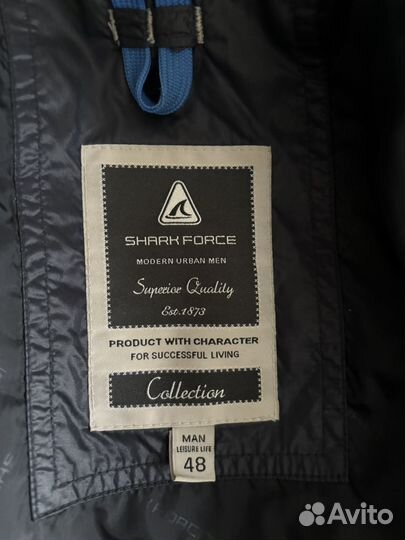 SHARK FORCE
MODERN URBAN MEN
Superior Quality
Est.1873
PRODUCT WITH CHARACTER
FOR SUCCESSFUL LIVING
Collection
MAN
LEISURE LIFE
48
Avito